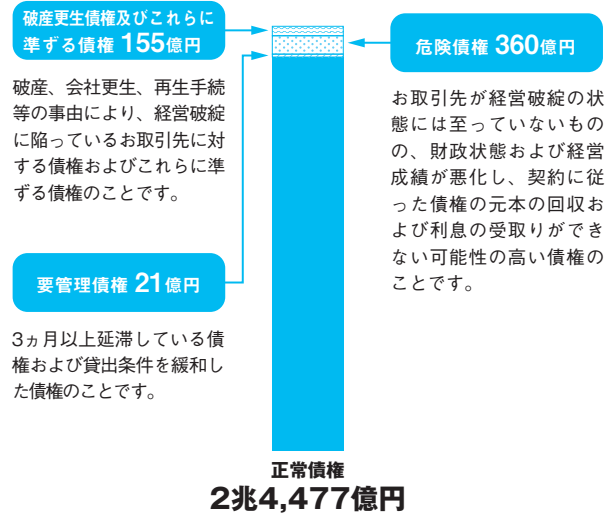 破産更生債権及びこれらに
準ずる債権 155億円
破産、会社更生、再生手続
等の事由により、経営破綻
に陥っているお取引先に対
する債権およびこれらに準
ずる債権のことです。
要管理債権 21億円
3ヵ月以上延滞している債
権および貸出条件を緩和し
た債権のことです。
危険債権 360億円
お取引先が経営破綻の状
態には至っていないもの
の、財政状態および経営
成績が悪化し、契約に従
った債権の元本の回収お
よび利息の受取りができ
ない可能性の高い債権の
ことです。
正常債権
2兆4,477億円